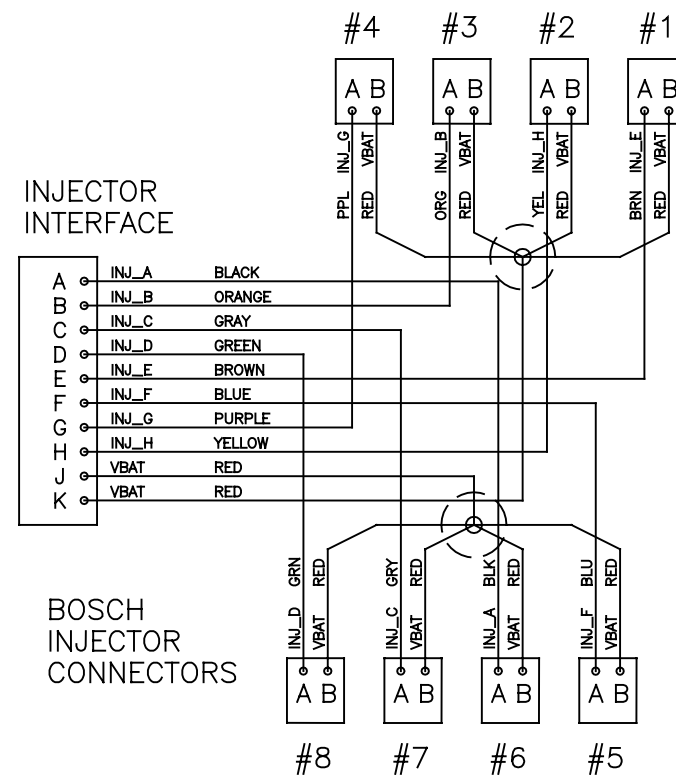 #4 #3 #2 #1
A B A B A B A B
PPL INJ_G
RED VBAT
ORG INJ_B
RED VBAT
YEL INJ_H
RED VBAT
BRN INJ_E
RED VBAT
INJECTOR
INTERFACE
A INJ_A BLACK
B INJ_B ORANGE
C INJ_C GRAY
D INJ_D GREEN
E INJ_E BROWN
F INJ_F BLUE
G INJ_G PURPLE
H INJ_H YELLOW
J VBAT RED
K VBAT RED
BOSCH
INJECTOR
CONNECTORS
INJ_D GRN
VBAT RED
INJ_C GRY
VBAT RED
INJ_A BLK
VBAT RED
INJ_F BLU
VBAT RED
A B A B A B A B
#8 #7 #6 #5